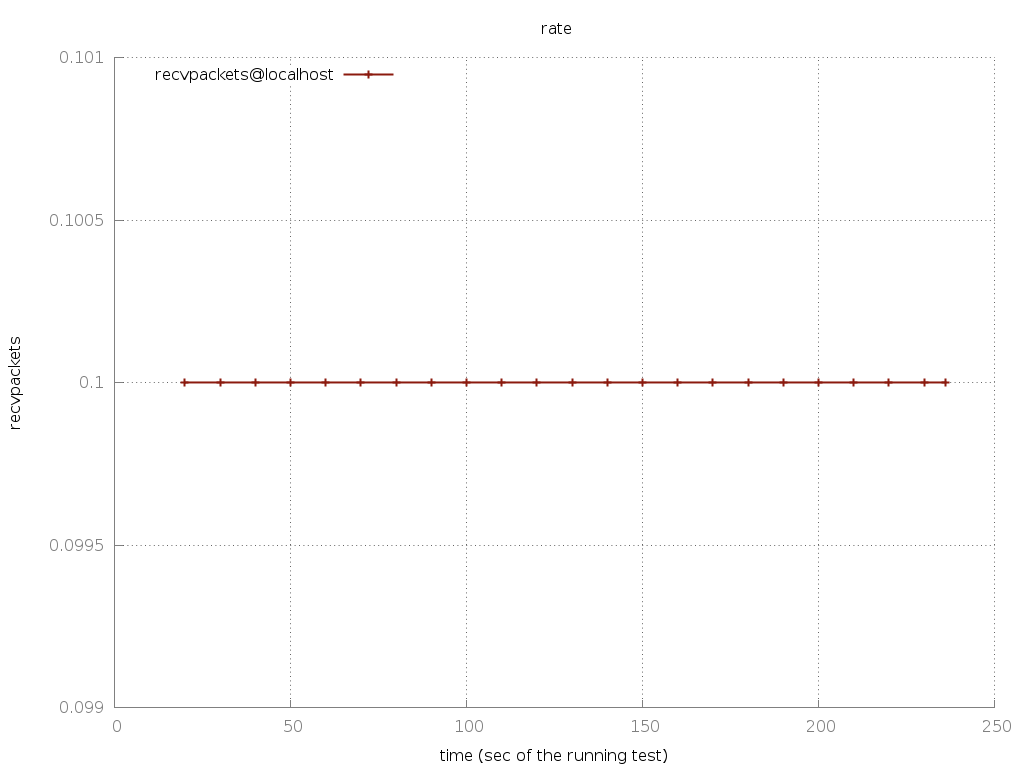 rate
0.101
recvpackets@localhost
0.1005
0.1
0.0995
0.099
recvpackets
0 50 100 150 200 250
time (sec of the running test)